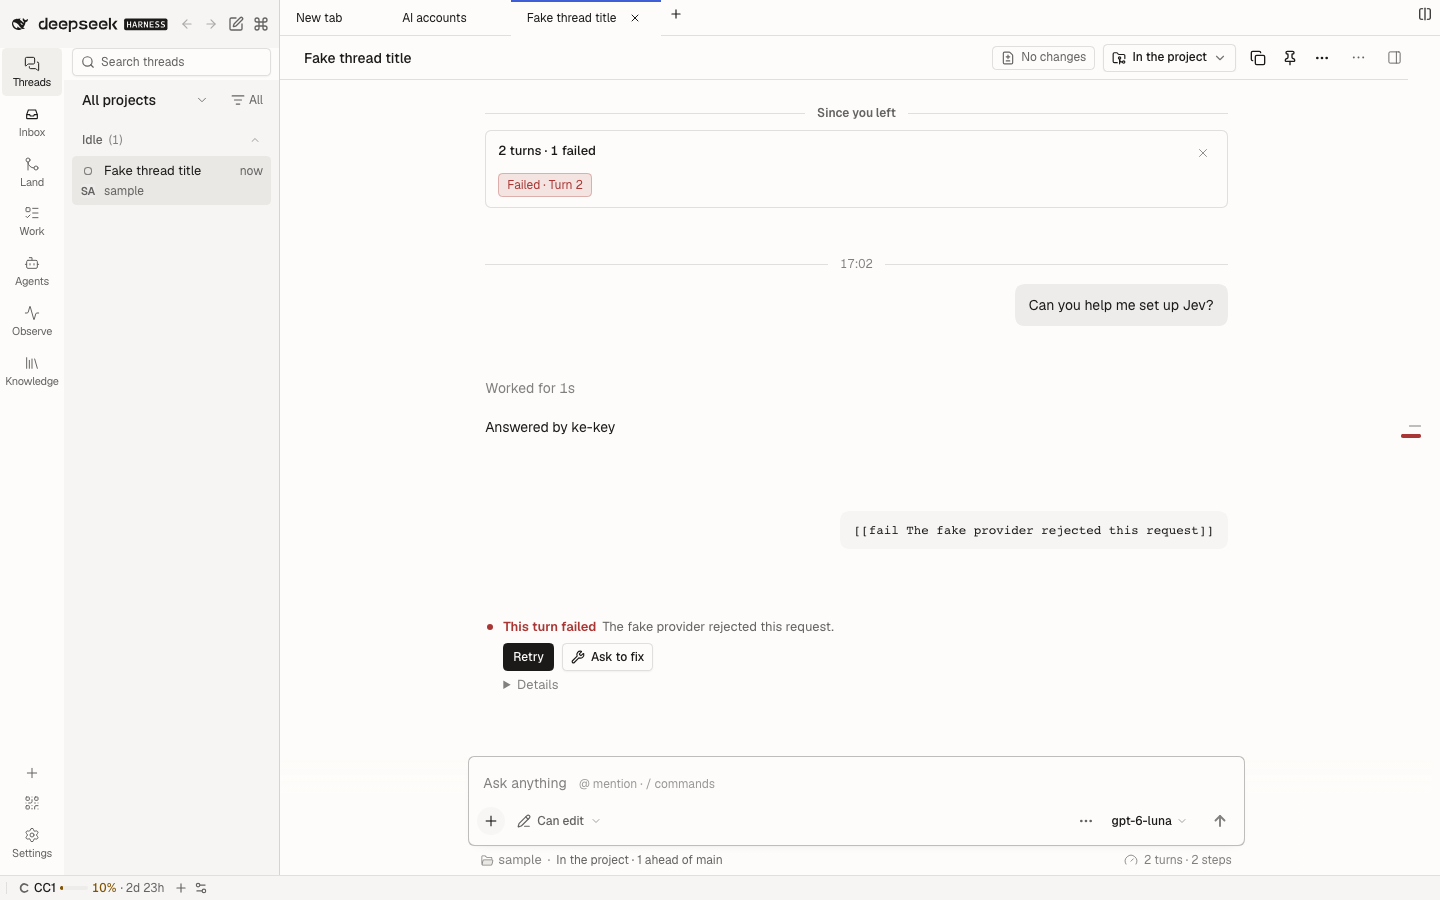 deepseek HARNESS
New tab
AI accounts
Fake thread title
Threads
Inbox
Land
Work
Agents
Observe
Knowledge
Settings
Search threads
All projects
All
Idle (1)
Fake thread title
now
SA
sample
Fake thread title
No changes
In the project
Since you left
2 turns · 1 failed
Failed · Turn 2
17:02
Can you help me set up Jev?
Worked for 1s
Answered by ke-key
[[fail The fake provider rejected this request]]
This turn failed The fake provider rejected this request.
Retry
Ask to fix
Details
Ask anything @ mention · / commands
Can edit
gpt-6-luna
sample · In the project · 1 ahead of main
2 turns · 2 steps
C CC1 10% · 2d 23h